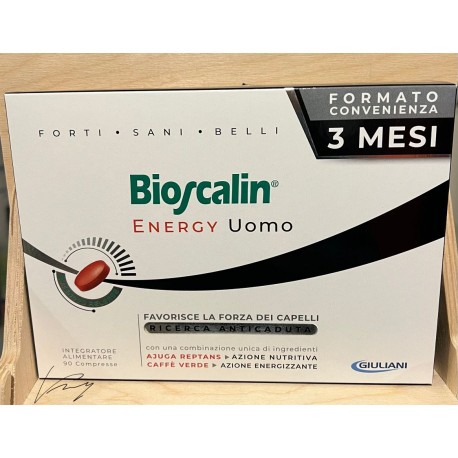 FORMATO
CONVENIENZA
3 MESI
FORTI • SANI • BELLI
Bioscalin®
ENERGY UOMO
FAVORISCE LA FORZA DEI CAPELLI
RICERCA ANTICADUTA
con una combinazione unica di ingredienti
AJUGA REPTANS ▸ AZIONE NUTRITIVA
CAFFÈ VERDE ▸ AZIONE ENERGIZZANTE
INTEGRATORE
ALIMENTARE
90 Compresse
GIULIANI